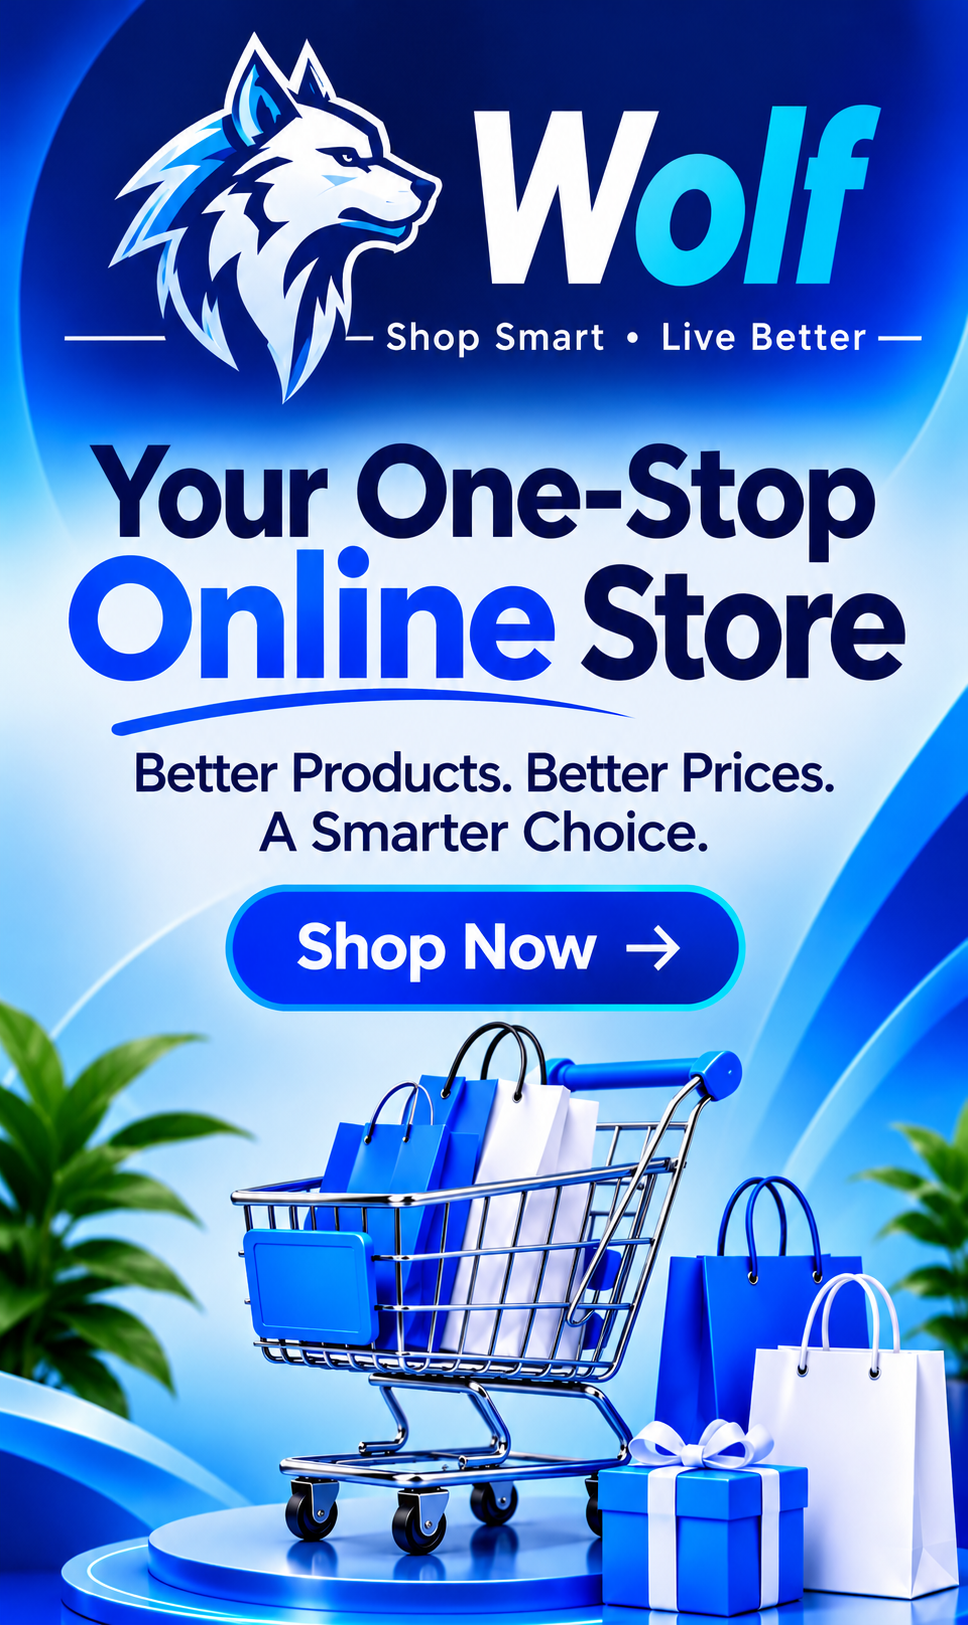 Wolf
Shop Smart • Live Better
Your One-Stop
Online Store
Better Products. Better Prices.
A Smarter Choice.
Shop Now →